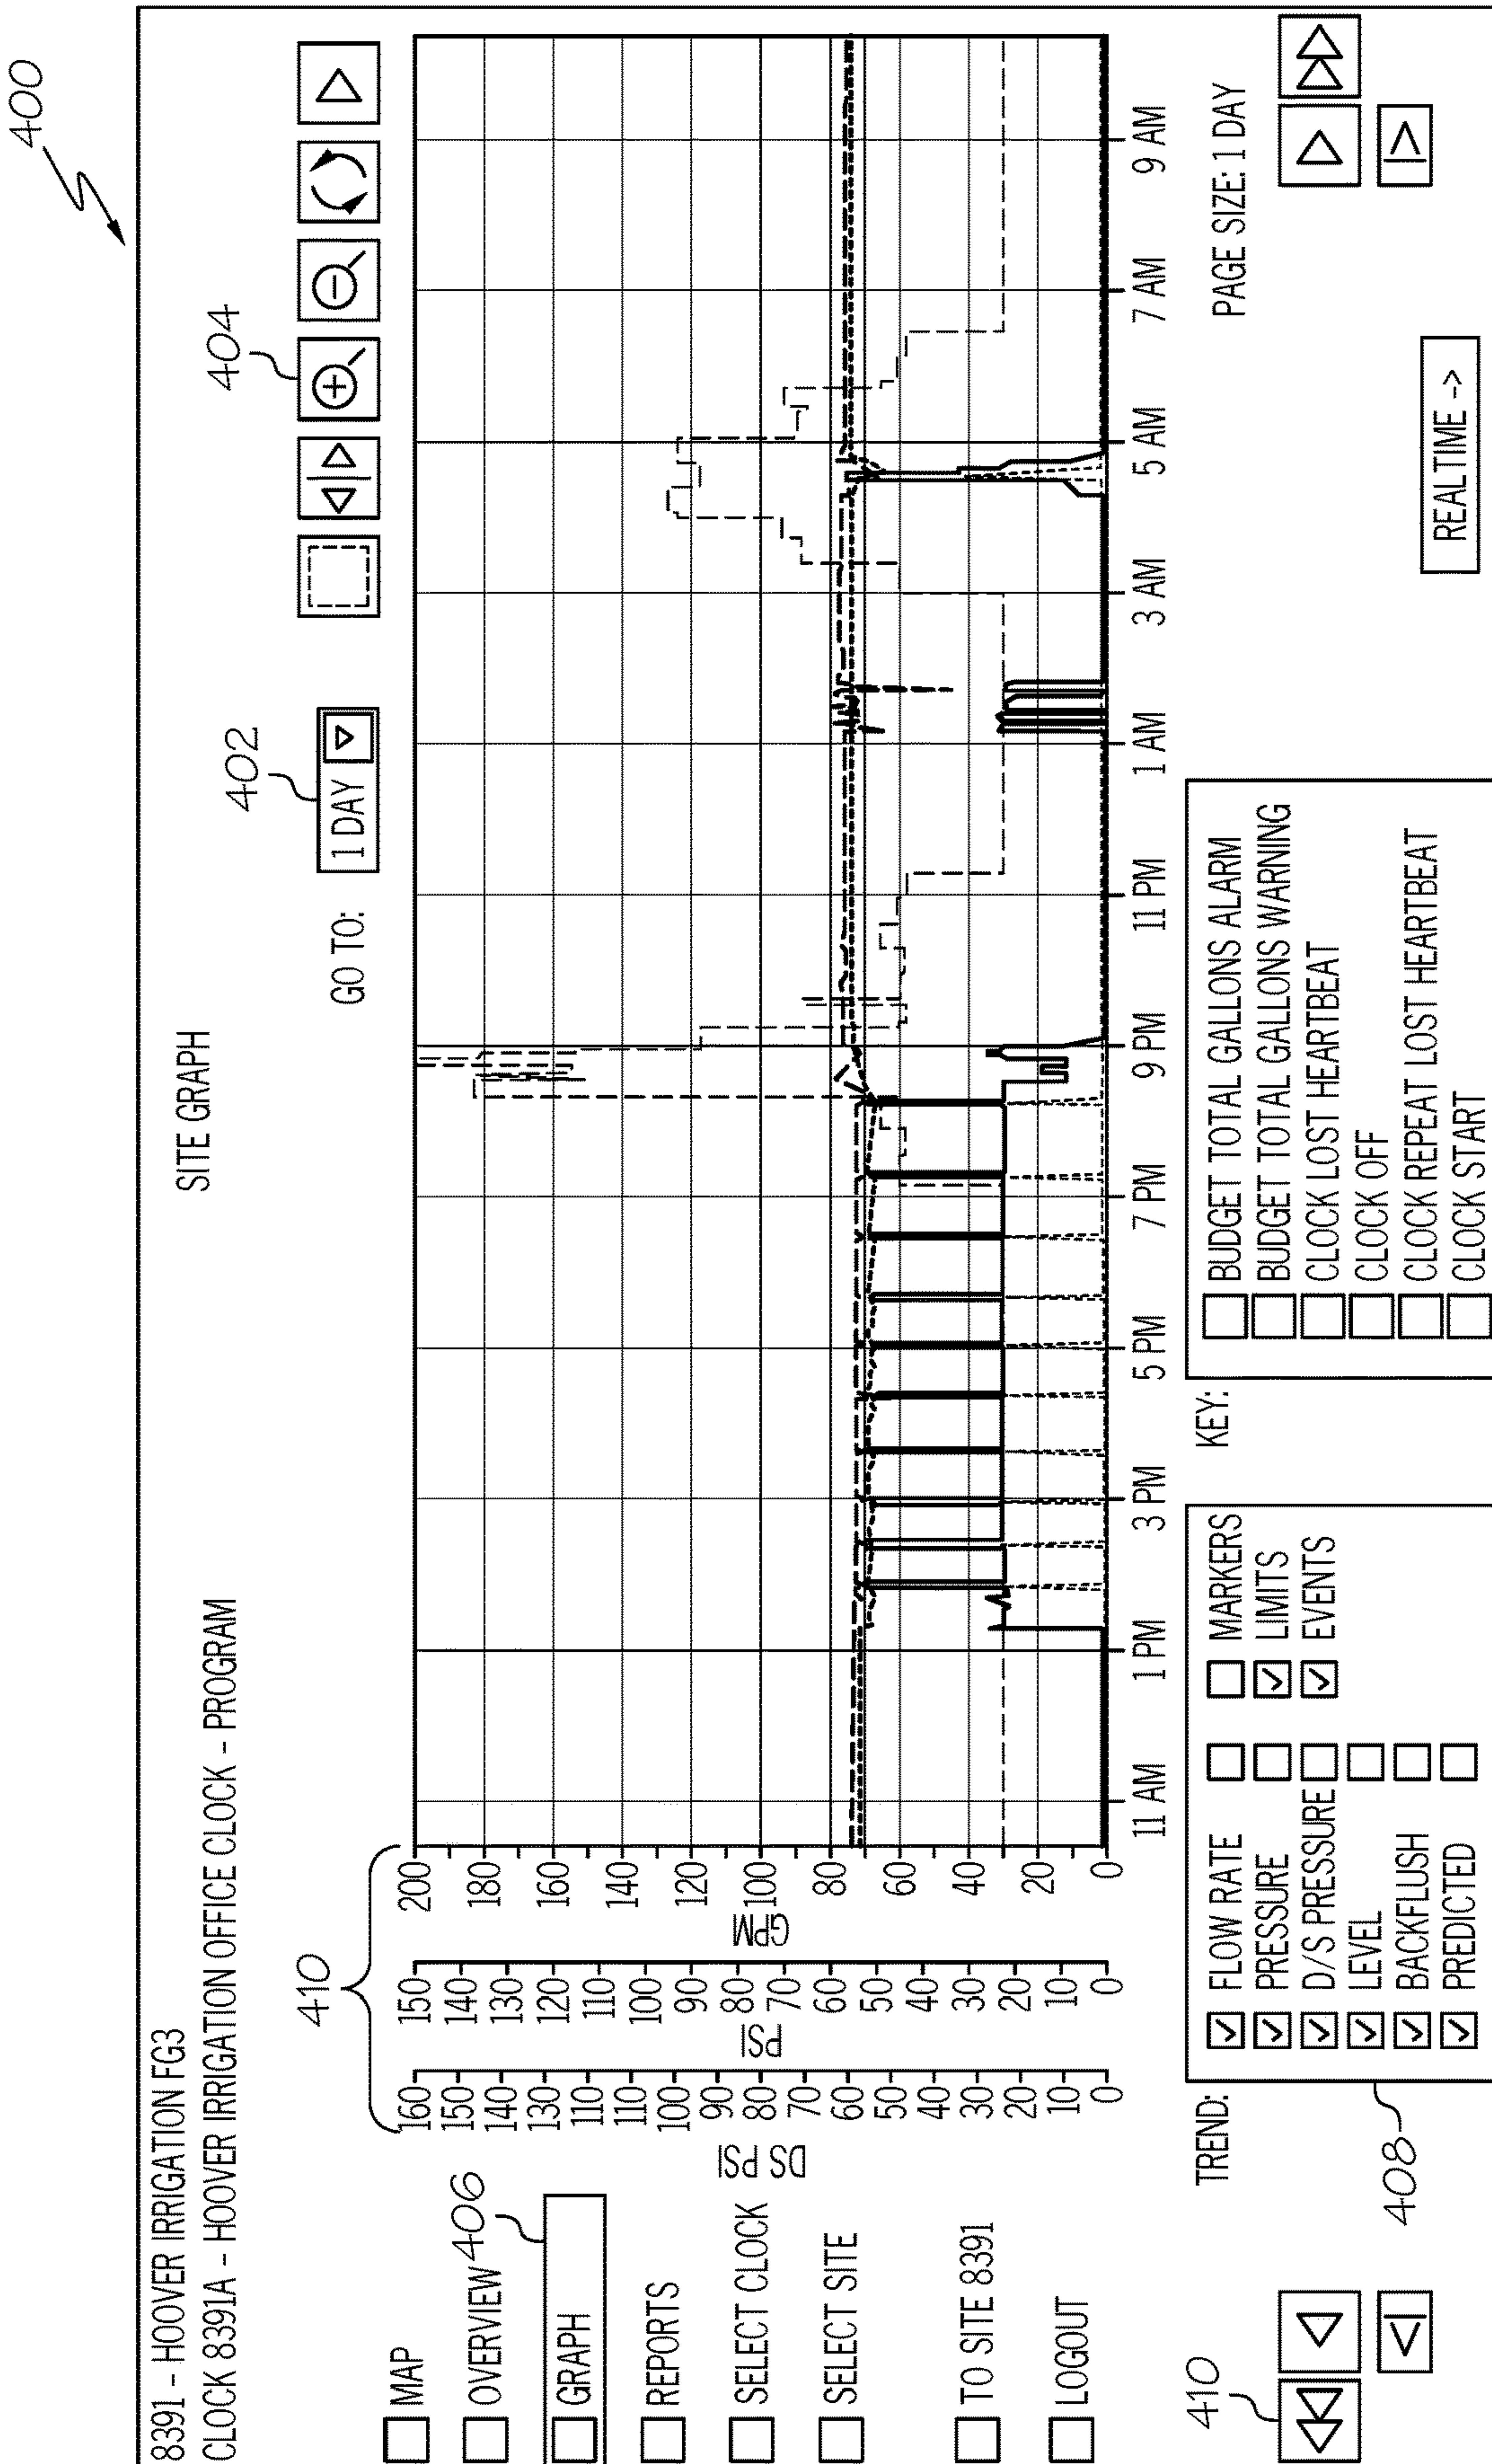 400
8391 - HOOVER IRRIGATION FG3
CLOCK 8391A - HOOVER IRRIGATION OFFICE CLOCK - PROGRAM
SITE GRAPH
402
404
GO TO: 1 DAY
MAP
OVERVIEW
406
GRAPH
REPORTS
SELECT CLOCK
SELECT SITE
TO SITE 8391
LOGOUT
410
DS PSI
160
150
140
130
120
110
100
90
80
70
60
50
40
30
20
10
0
PSI
150
140
130
120
110
100
90
80
70
60
50
40
30
20
10
0
GPM
200
180
160
140
120
100
80
60
40
20
0
11 AM 1 PM 3 PM 5 PM 7 PM 9 PM 11 PM 1 AM 3 AM 5 AM 7 AM 9 AM
410
TREND:
408
FLOW RATE MARKERS
PRESSURE LIMITS
D/S PRESSURE EVENTS
LEVEL
BACKFLUSH
PREDICTED
KEY:
BUDGET TOTAL GALLONS ALARM
BUDGET TOTAL GALLONS WARNING
CLOCK LOST HEARTBEAT
CLOCK OFF
CLOCK REPEAT LOST HEARTBEAT
CLOCK START
PAGE SIZE: 1 DAY
REALTIME ->